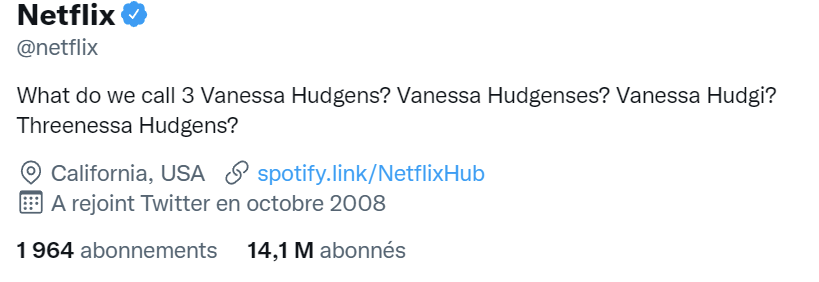 Netflix
@netflix
What do we call 3 Vanessa Hudgens? Vanessa Hudgenses? Vanessa Hudgi?
Threenessa Hudgens?
California, USA spotify.link/NetflixHub
A rejoint Twitter en octobre 2008
1 964 abonnements 14,1 M abonnés